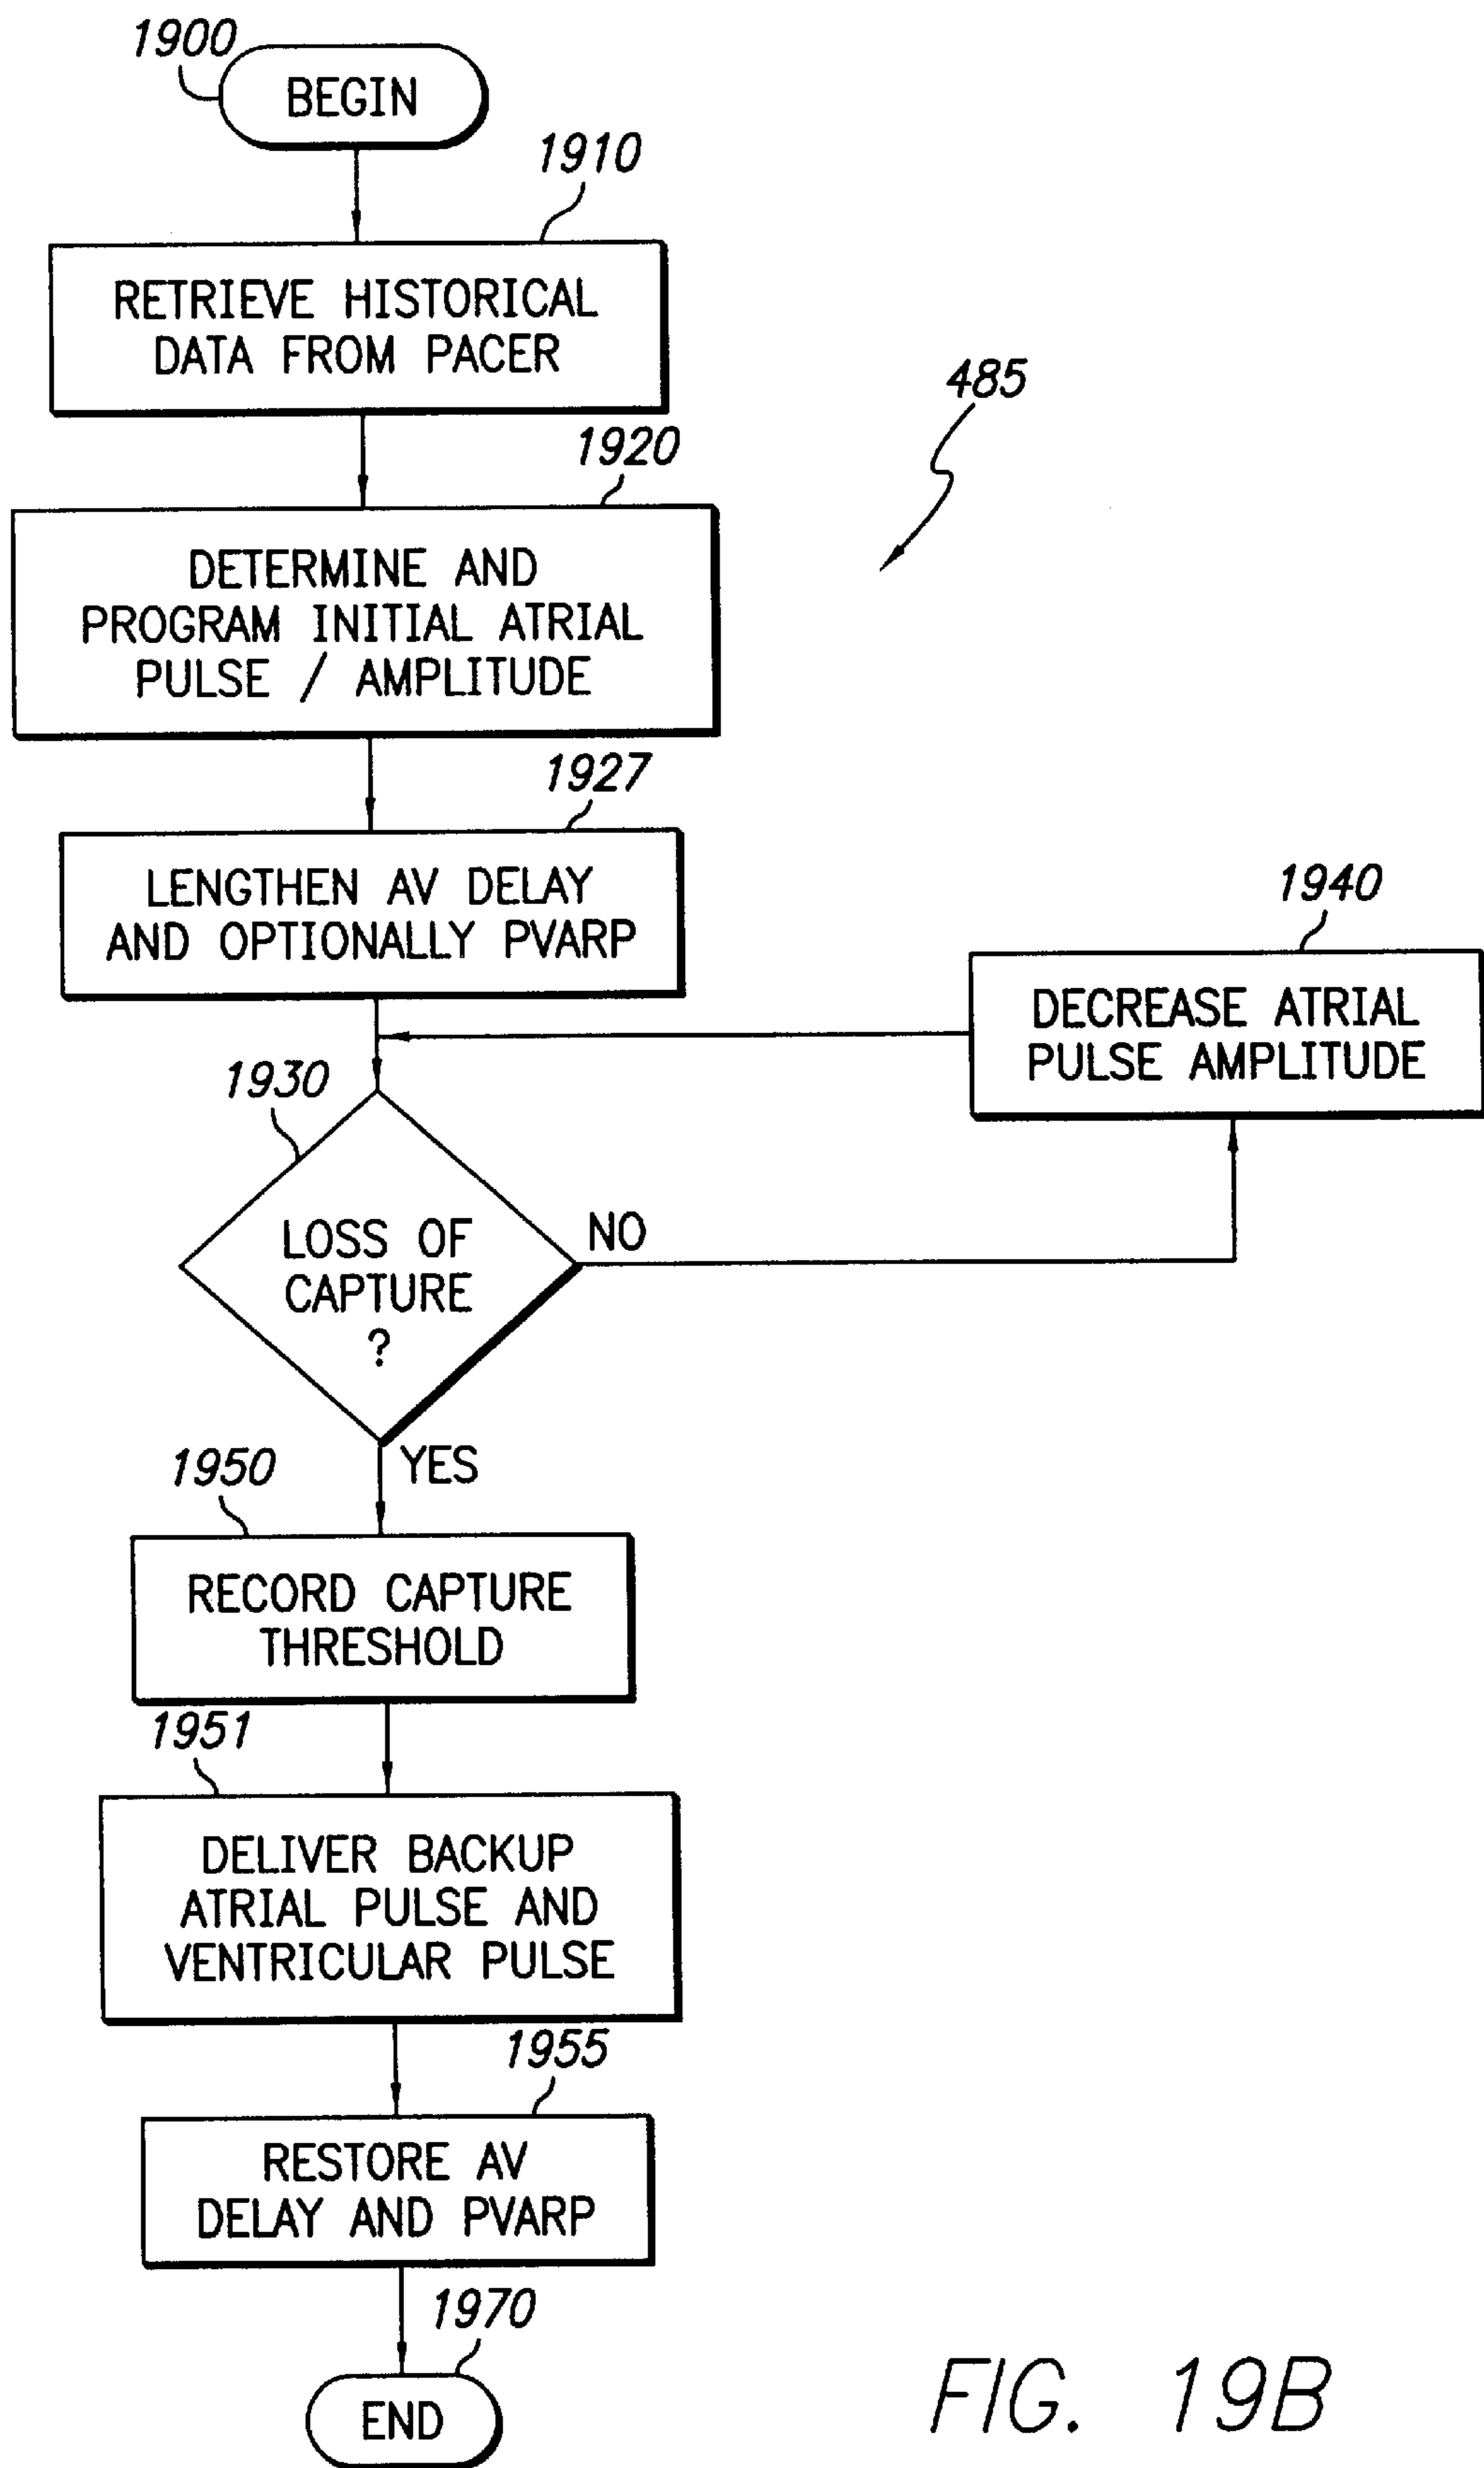 1900
BEGIN
1910
RETRIEVE HISTORICAL
DATA FROM PACER
485
1920
DETERMINE AND
PROGRAM INITIAL ATRIAL
PULSE / AMPLITUDE
1927
LENGTHEN AV DELAY
AND OPTIONALLY PVARP
1940
DECREASE ATRIAL
PULSE AMPLITUDE
1930
LOSS OF
CAPTURE
?
NO
YES
1950
RECORD CAPTURE
THRESHOLD
1951
DELIVER BACKUP
ATRIAL PULSE AND
VENTRICULAR PULSE
1955
RESTORE AV
DELAY AND PVARP
1970
END
FIG. 19B